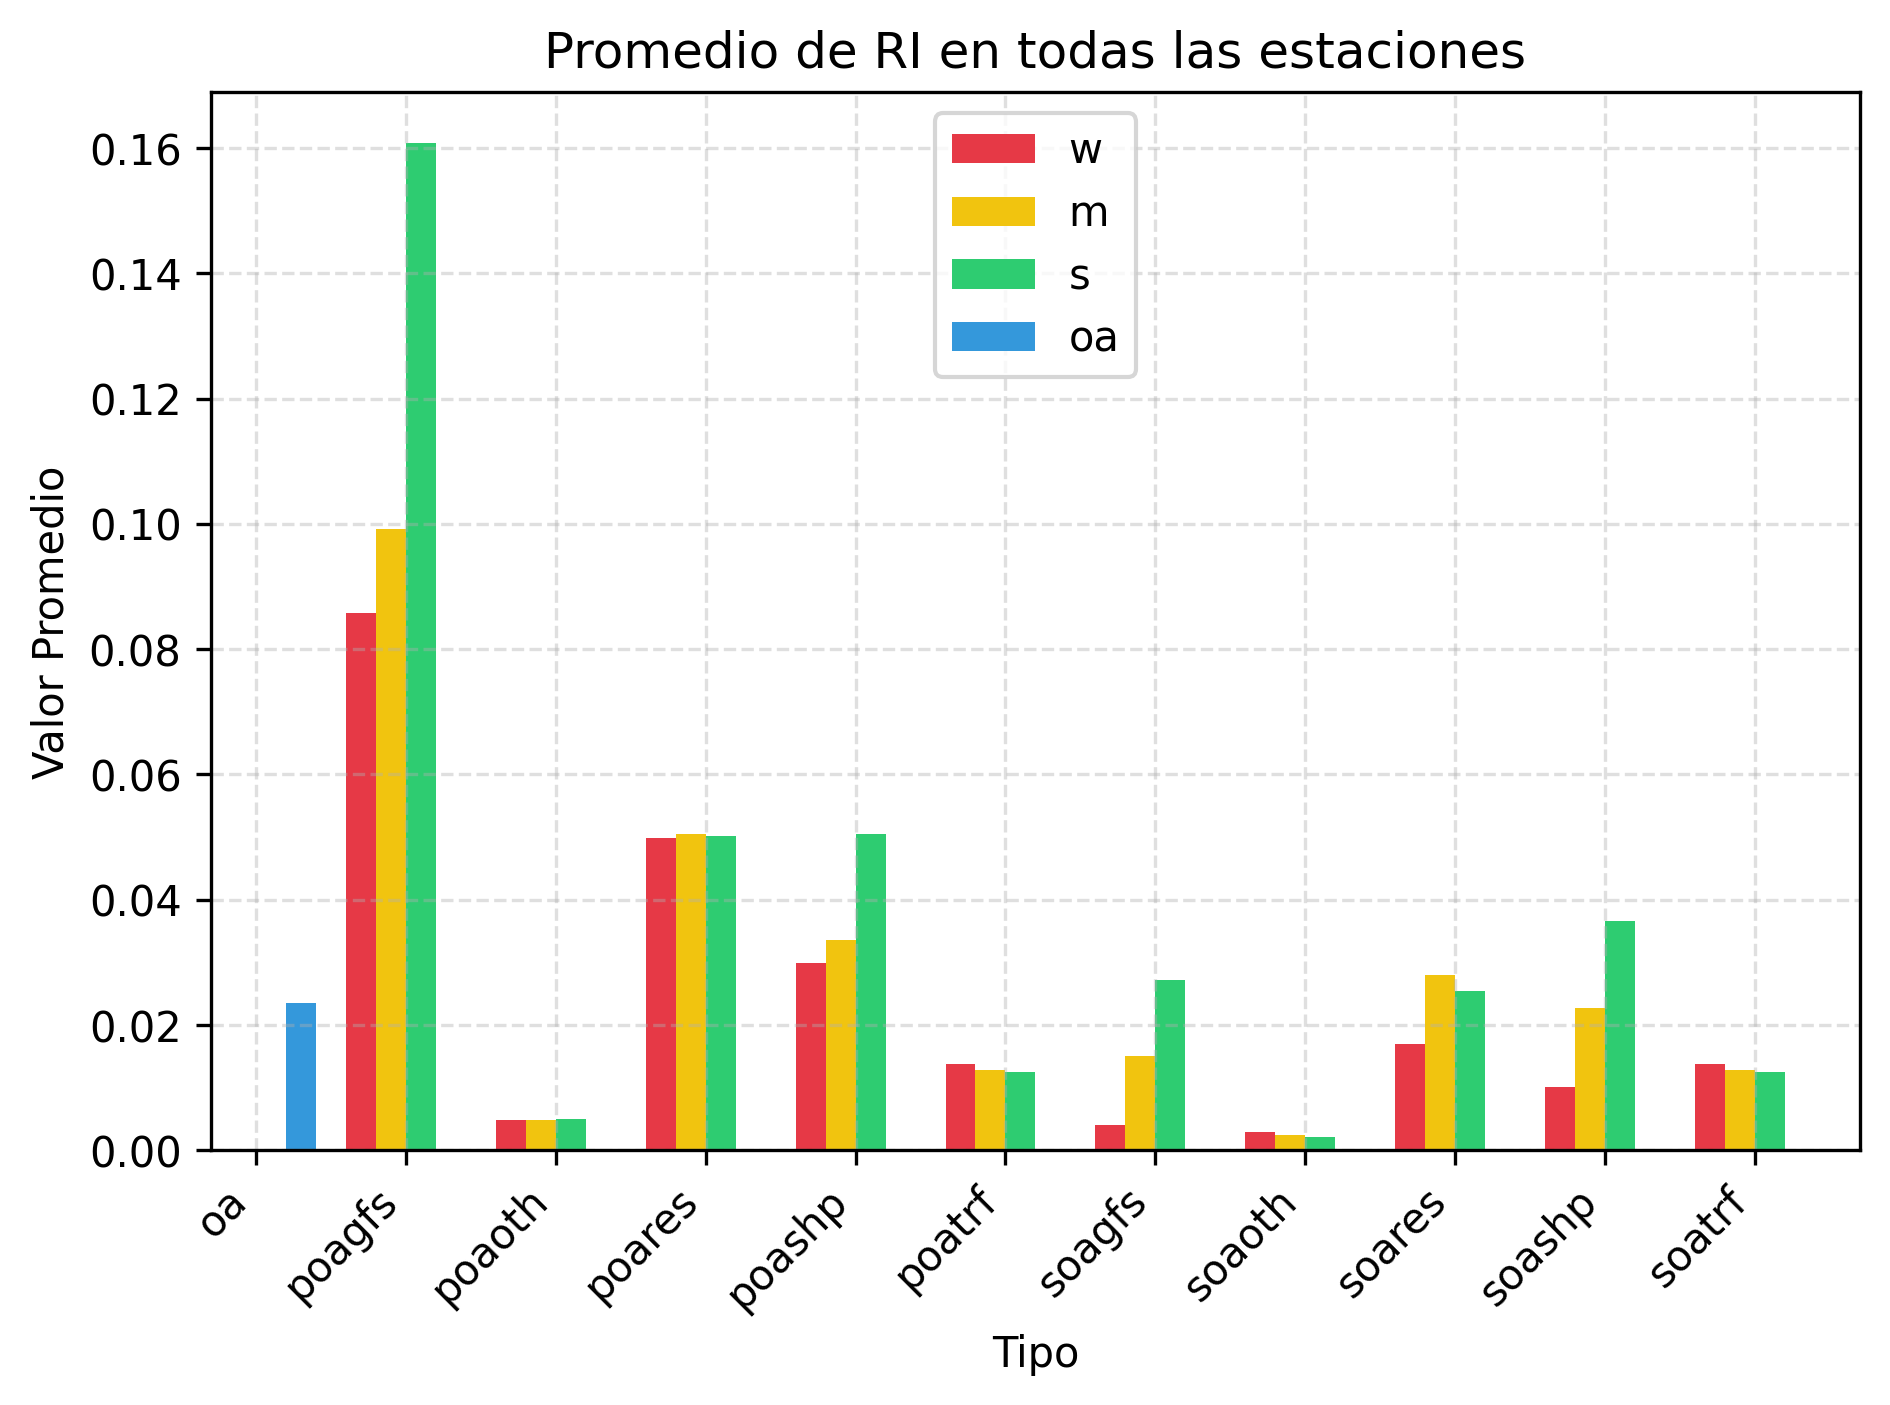 Promedio de RI en todas las estaciones
w
m
s
oa
Valor Promedio
0.16
0.14
0.12
0.10
0.08
0.06
0.04
0.02
0.00
oa
poagfs
poaoth
poares
poashp
poatrf
soagfs
soaoth
soares
soashp
soatrf
Tipo